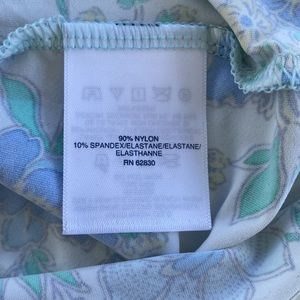 90% NYLON
10% SPANDEX/ELASTANE/ELASTANE/
ELASTHANNE
RN 62830